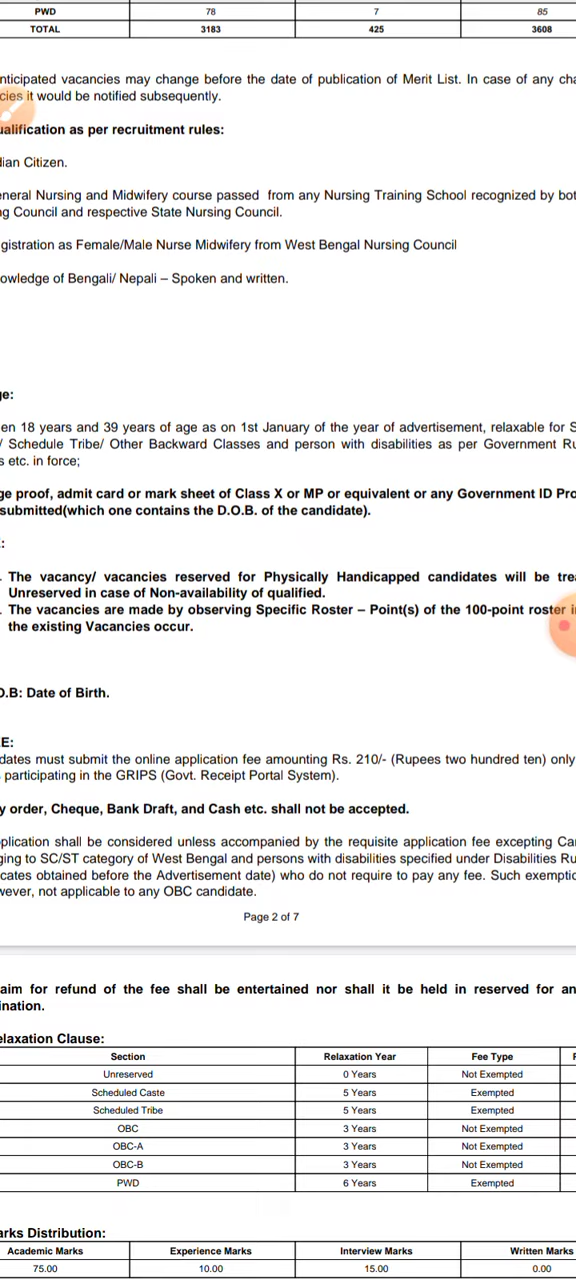 PWD 78 7 85
TOTAL 3183 425 3608
nticipated vacancies may change before the date of publication of Merit List. In case of any cha
cies it would be notified subsequently.
ualification as per recruitment rules:
dian Citizen.
eneral Nursing and Midwifery course passed from any Nursing Training School recognized by bot
ng Council and respective State Nursing Council.
gistration as Female/Male Nurse Midwifery from West Bengal Nursing Council
owledge of Bengali/ Nepali – Spoken and written.
ge:
en 18 years and 39 years of age as on 1st January of the year of advertisement, relaxable for S
/ Schedule Tribe/ Other Backward Classes and person with disabilities as per Government Ru
s etc. in force;
ge proof, admit card or mark sheet of Class X or MP or equivalent or any Government ID Pro
submitted(which one contains the D.O.B. of the candidate).
:
. The vacancy/ vacancies reserved for Physically Handicapped candidates will be trea
Unreserved in case of Non-availability of qualified.
. The vacancies are made by observing Specific Roster – Point(s) of the 100-point roster i
the existing Vacancies occur.
O.B: Date of Birth.
E:
dates must submit the online application fee amounting Rs. 210/- (Rupees two hundred ten) only
participating in the GRIPS (Govt. Receipt Portal System).
y order, Cheque, Bank Draft, and Cash etc. shall not be accepted.
plication shall be considered unless accompanied by the requisite application fee excepting Ca
ging to SC/ST category of West Bengal and persons with disabilities specified under Disabilities Ru
cates obtained before the Advertisement date) who do not require to pay any fee. Such exemptio
wever, not applicable to any OBC candidate.
Page 2 of 7
aim for refund of the fee shall be entertained nor shall it be held in reserved for an
ination.
elaxation Clause:
Section Relaxation Year Fee Type
Unreserved 0 Years Not Exempted
Scheduled Caste 5 Years Exempted
Scheduled Tribe 5 Years Exempted
OBC 3 Years Not Exempted
OBC-A 3 Years Not Exempted
OBC-B 3 Years Not Exempted
PWD 6 Years Exempted
arks Distribution:
Academic Marks Experience Marks Interview Marks Written Marks
75.00 10.00 15.00 0.00